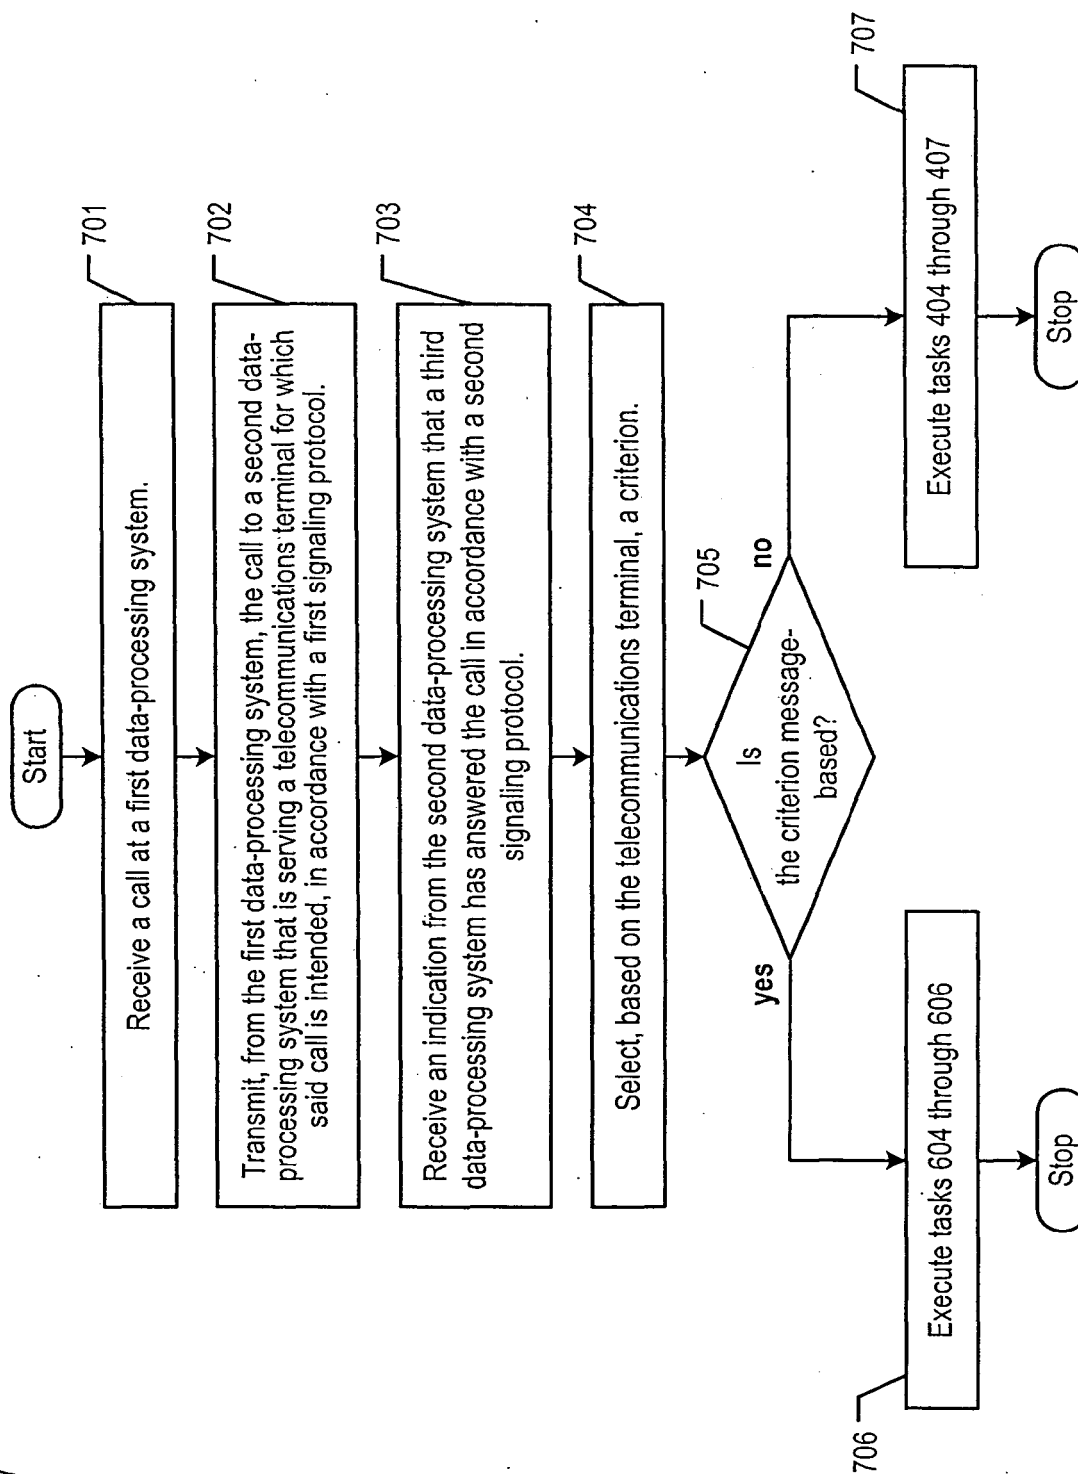 Start
701
Receive a call at a first data-processing system.
702
Transmit, from the first data-processing system, the call to a second data-
processing system that is serving a telecommunications terminal for which
said call is intended, in accordance with a first signaling protocol.
703
Receive an indication from the second data-processing system that a third
data-processing system has answered the call in accordance with a second
signaling protocol.
704
Select, based on the telecommunications terminal, a criterion.
705
Is
the criterion message-
based?
yes
no
706
Execute tasks 604 through 606
Stop
707
Execute tasks 404 through 407
Stop